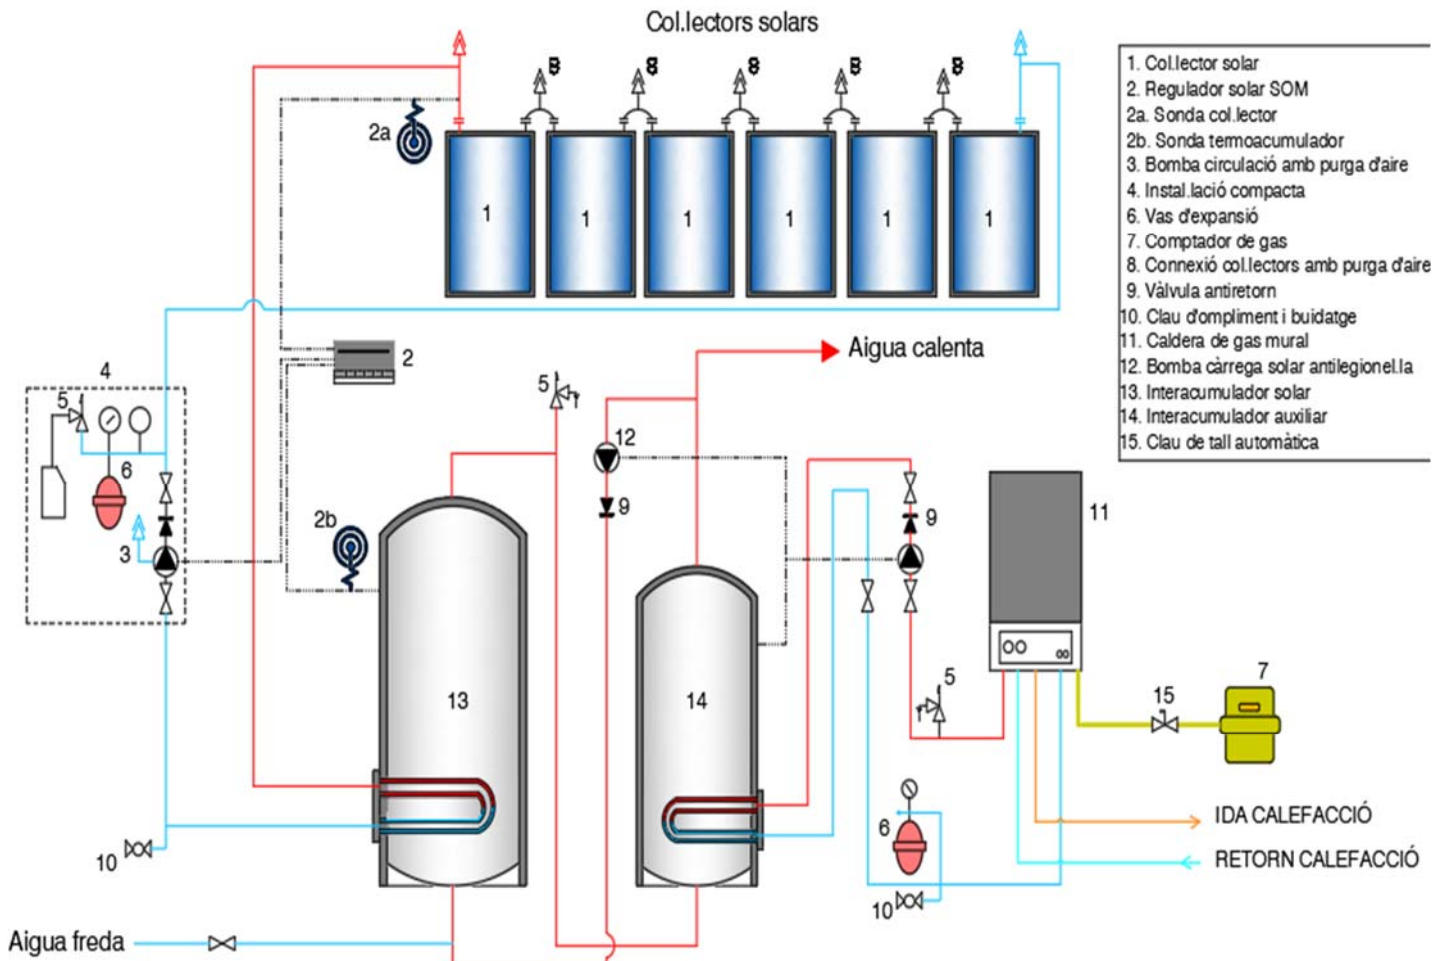 Col.lectors solars
1. Col.lector solar
2. Regulador solar SOM
2a. Sonda col.lector
2b. Sonda termoacumulador
3. Bomba circulació amb purga d'aire
4. Instal.lació compacta
6. Vas d'expansió
7. Comptador de gas
8. Connexió col.lectors amb purga d'aire
9. Vàlvula antiretorn
10. Clau d'ompliment i buidatge
11. Caldera de gas mural
12. Bomba càrrega solar antilegionel.la
13. Interacumulador solar
14. Interacumulador auxiliar
15. Clau de tall automàtica
8 8 8 8 8
2a
1 1 1 1 1 1
2
Aigua calenta
4
5
5
12
6
9
2b
9
11
3
13
14
5
15
7
6
IDA CALEFACCIÓ
RETORN CALEFACCIÓ
10
10
Aigua freda